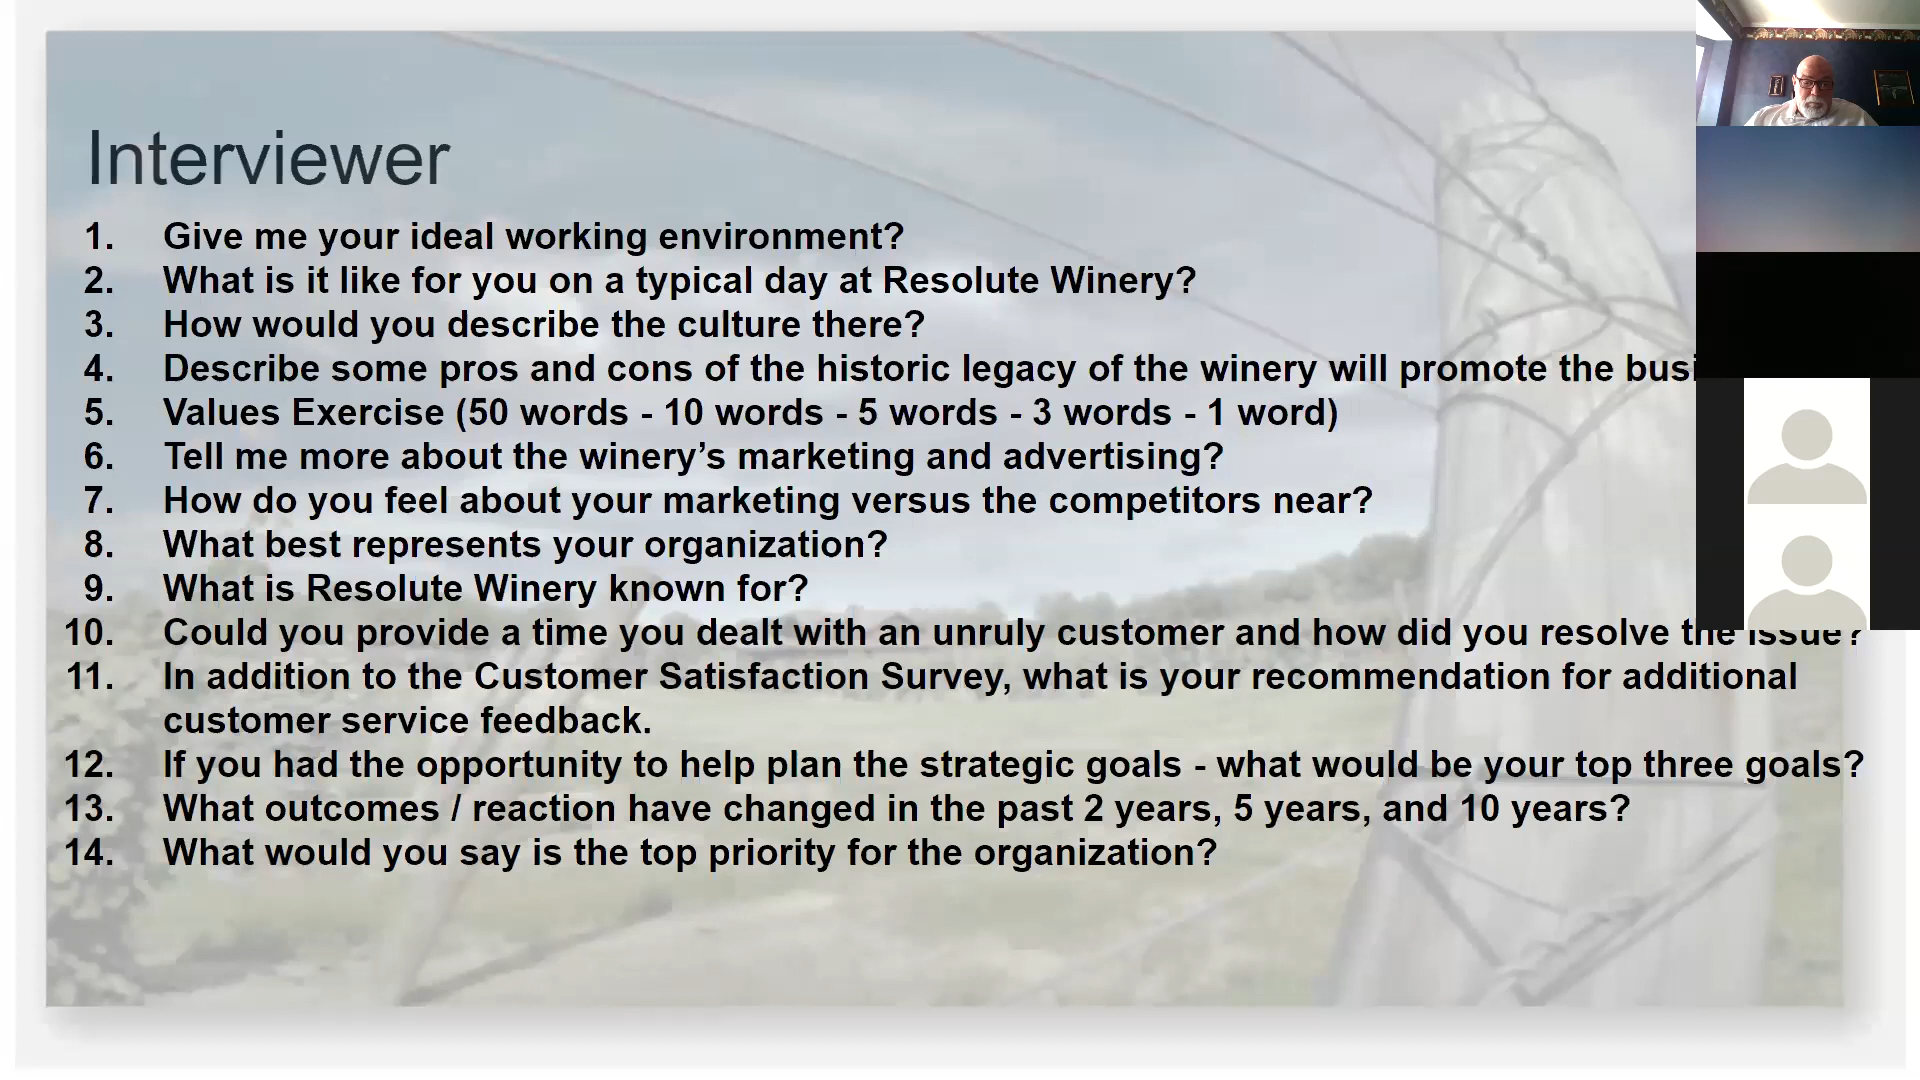 Interviewer
1. Give me your ideal working environment?
2. What is it like for you on a typical day at Resolute Winery?
3. How would you describe the culture there?
4. Describe some pros and cons of the historic legacy of the winery will promote the
5. Values Exercise (50 words - 10 words - 5 words - 3 words - 1 word)
6. Tell me more about the winery’s marketing and advertising?
7. How do you feel about your marketing versus the competitors near?
8. What best represents your organization?
9. What is Resolute Winery known for?
10. Could you provide a time you dealt with an unruly customer and how did you resolve the issue?
11. In addition to the Customer Satisfaction Survey, what is your recommendation for additional
customer service feedback.
12. If you had the opportunity to help plan the strategic goals - what would be your top three goals?
13. What outcomes / reaction have changed in the past 2 years, 5 years, and 10 years?
14. What would you say is the top priority for the organization?